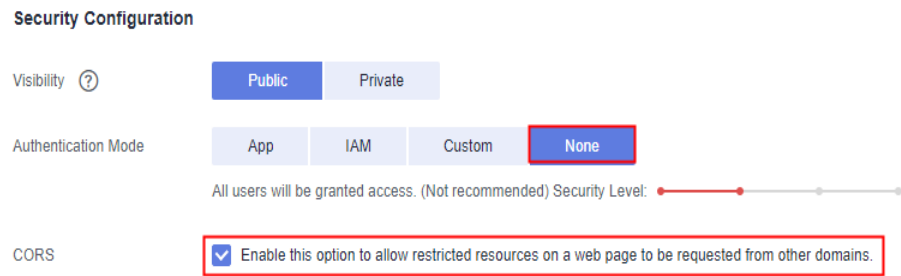 Security Configuration
Visibility ? Public Private
Authentication Mode App IAM Custom None
All users will be granted access. (Not recommended) Security Level:
CORS Enable this option to allow restricted resources on a web page to be requested from other domains.